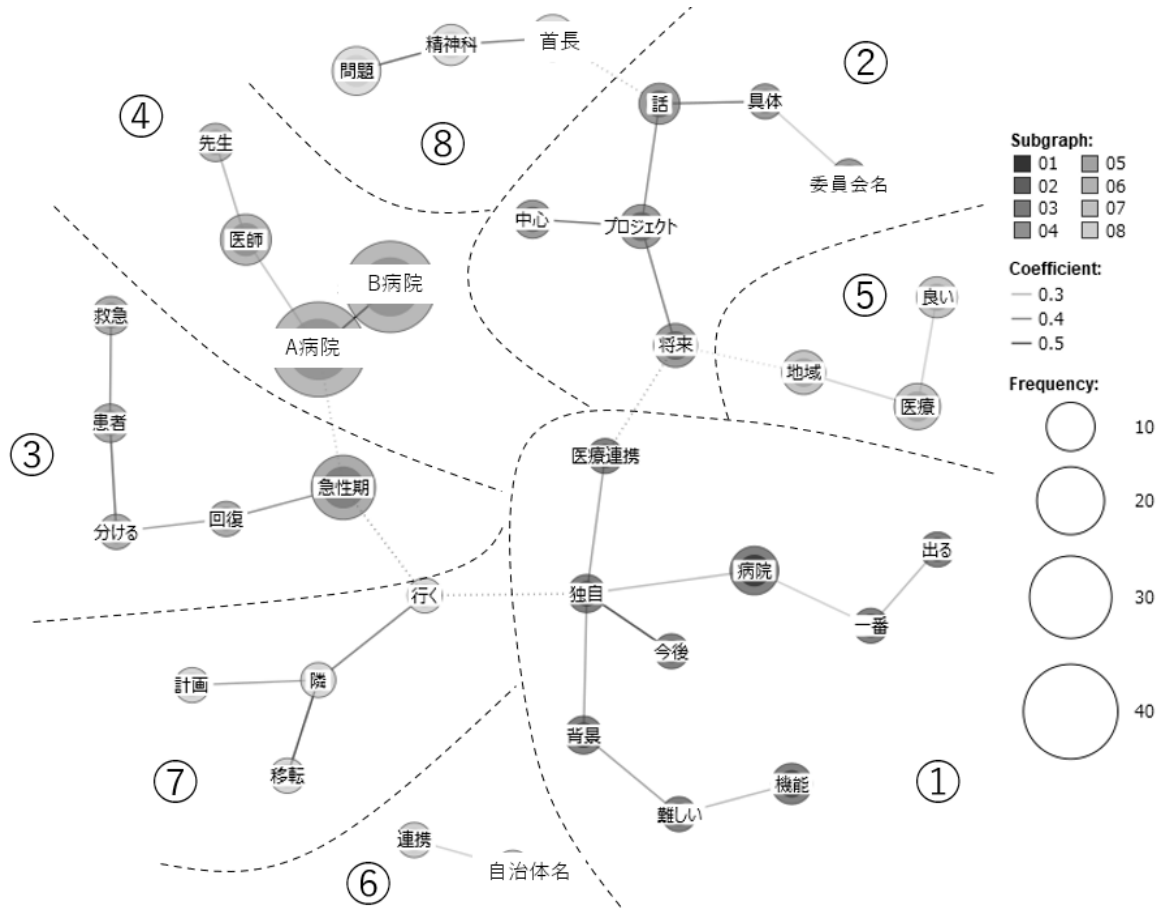 首長
精神科
問題
②
話
具体
④
先生
⑧
委員会名
中心
プロジェクト
医師
B病院
⑤
良い
救急
A病院
将来
地域
医療
患者
③
医療連携
急性期
分ける
回復
出る
病院
行く
独自
一番
今後
計画
隣
背景
⑦
移転
機能
①
難しい
連携
自治体名
⑥
Subgraph:
01 05
02 06
03 07
04 08
Coefficient:
0.3
0.4
0.5
Frequency:
10
20
30
40